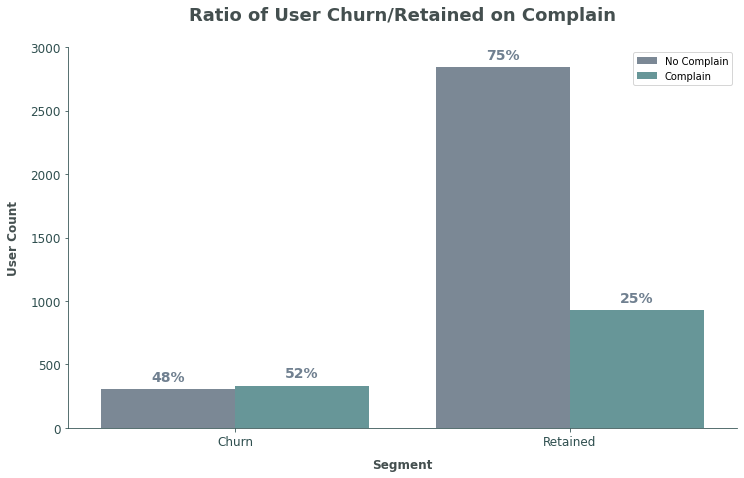 Ratio of User Churn/Retained on Complain
3000
2500
2000
1500
1000
500
0
User Count
75%
25%
48%
52%
No Complain
Complain
Churn
Retained
Segment